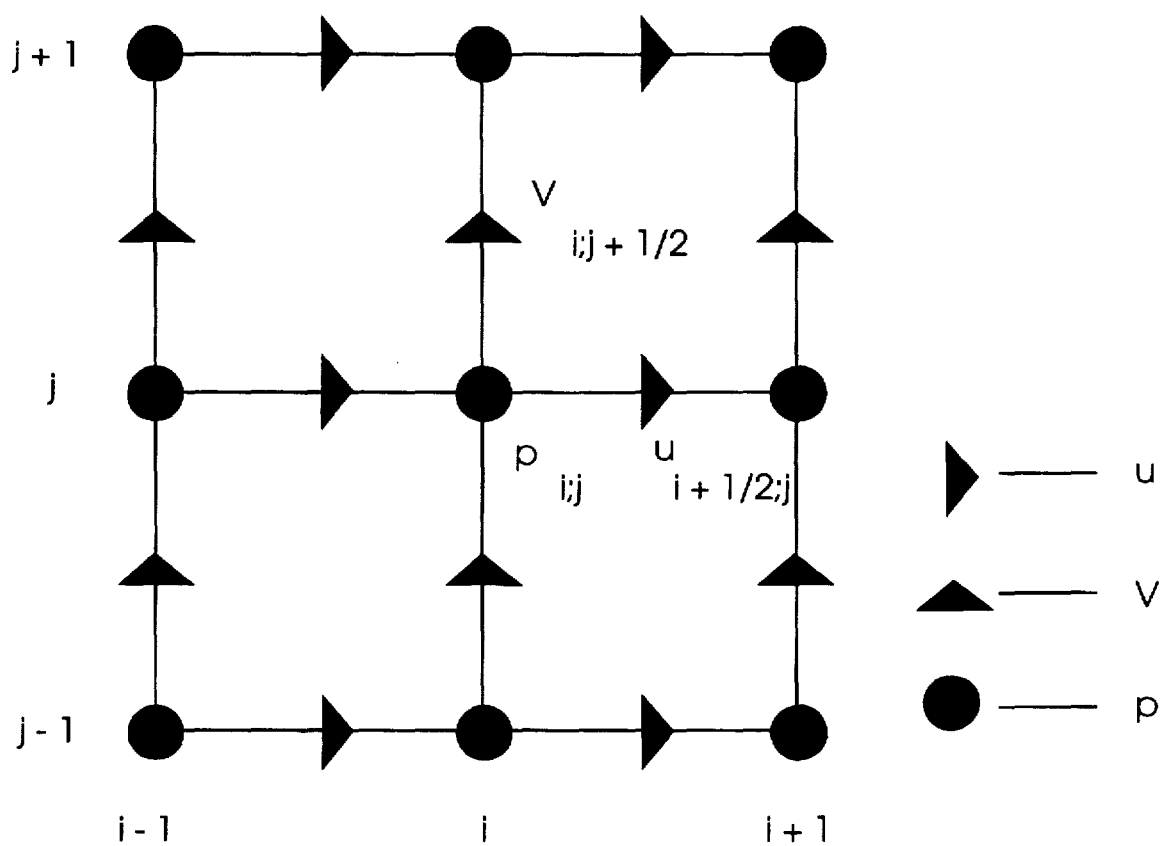 j + 1
V
i;j + 1/2
j
p
i;j
u
i + 1/2;j
u
V
p
j - 1
i - 1
i
i + 1